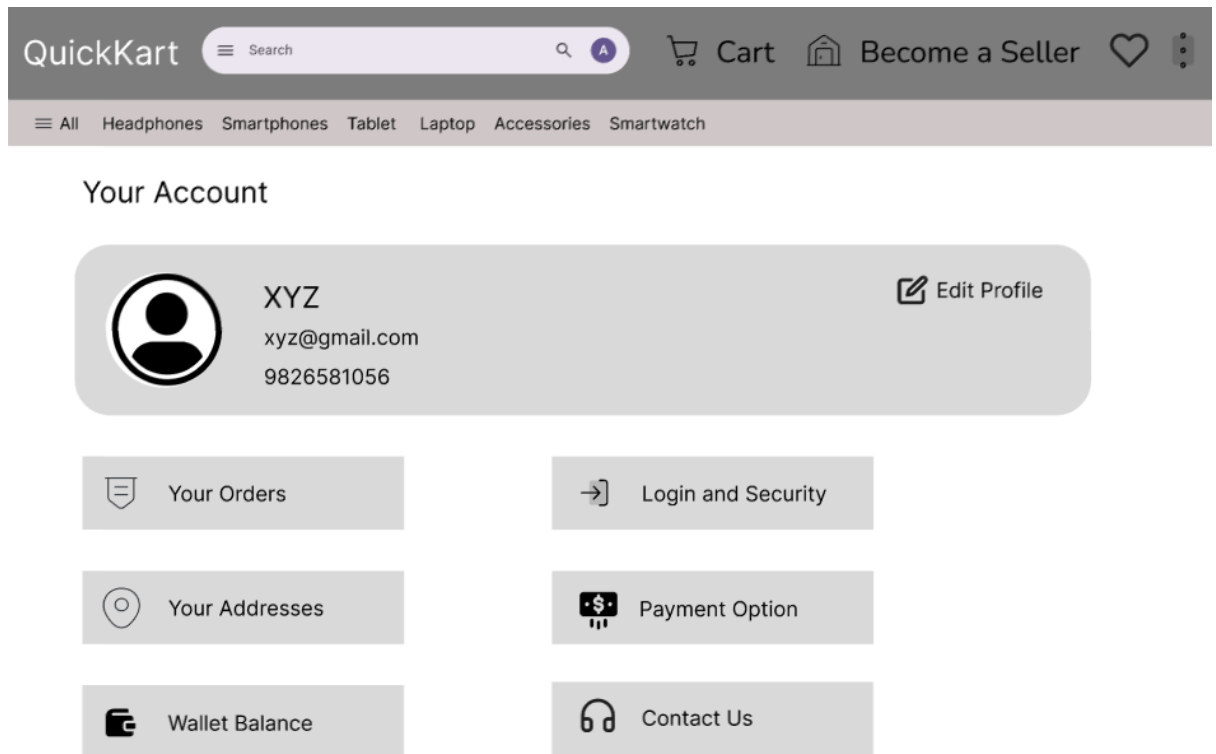 QuickKart Search A Cart Become a Seller
All Headphones Smartphones Tablet Laptop Accessories Smartwatch
Your Account
XYZ
Edit Profile
xyz@gmail.com
9826581056
Your Orders Login and Security
Your Addresses Payment Option
Wallet Balance Contact Us